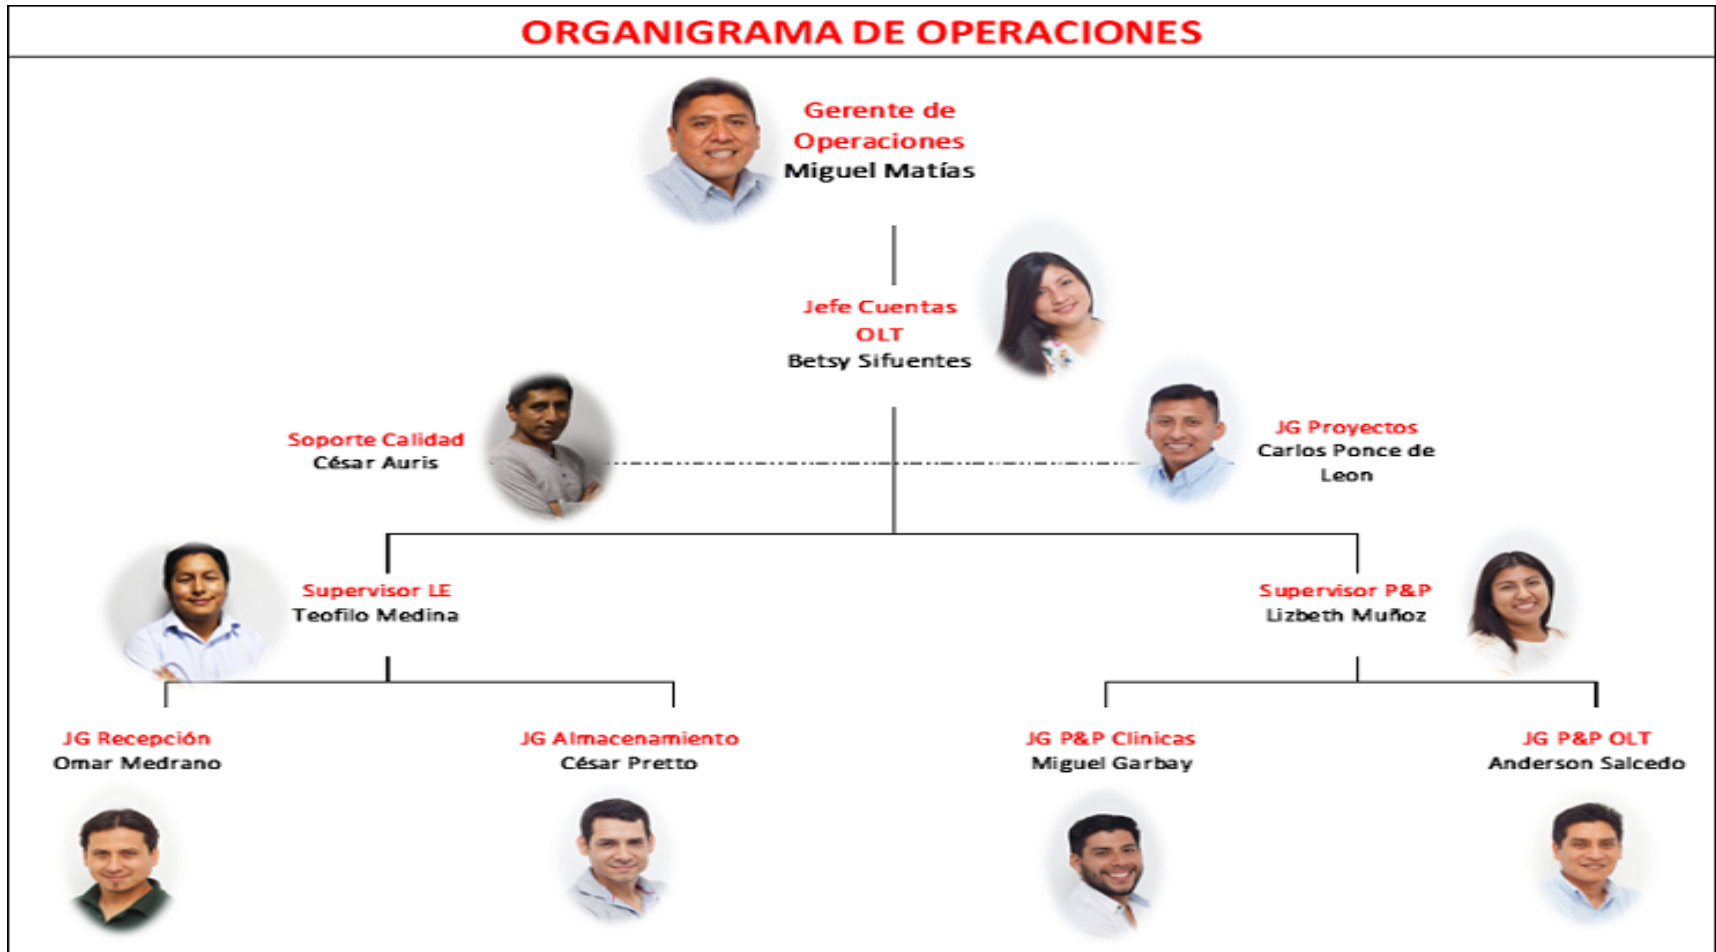 ORGANIGRAMA DE OPERACIONES
Gerente de
Operaciones
Miguel Matías
Jefe Cuentas
OLT
Betsy Sifuentes
Soporte Calidad
César Auris
JG Proyectos
Carlos Ponce de
Leon
Supervisor LE
Teofilo Medina
Supervisor P&P
Lizbeth Muñoz
JG Recepción
Omar Medrano
JG Almacenamiento
César Pretto
JG P&P Clinicas
Miguel Garbay
JG P&P OLT
Anderson Salcedo